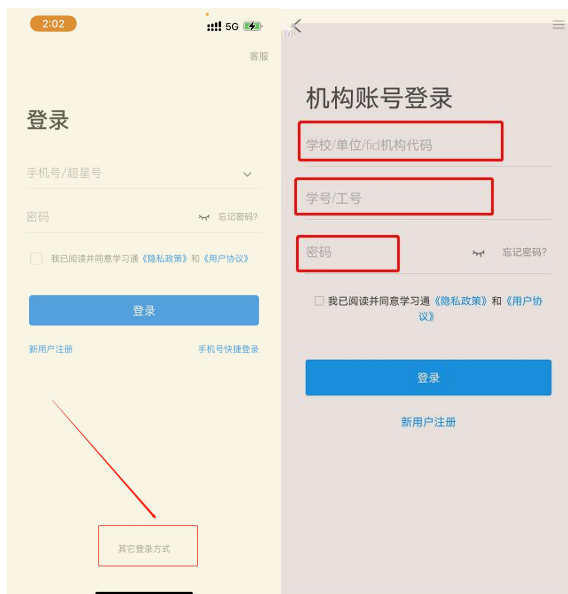 2:02
5G
客服
登录
手机号/超星号
密码
忘记密码?
我已阅读并同意学习通《隐私政策》和《用户协议》
登录
新用户注册
手机号快捷登录
其它登录方式
机构账号登录
学校/单位/fid机构代码
学号/工号
密码
忘记密码?
我已阅读并同意学习通《隐私政策》和《用户协
议》
登录
新用户注册